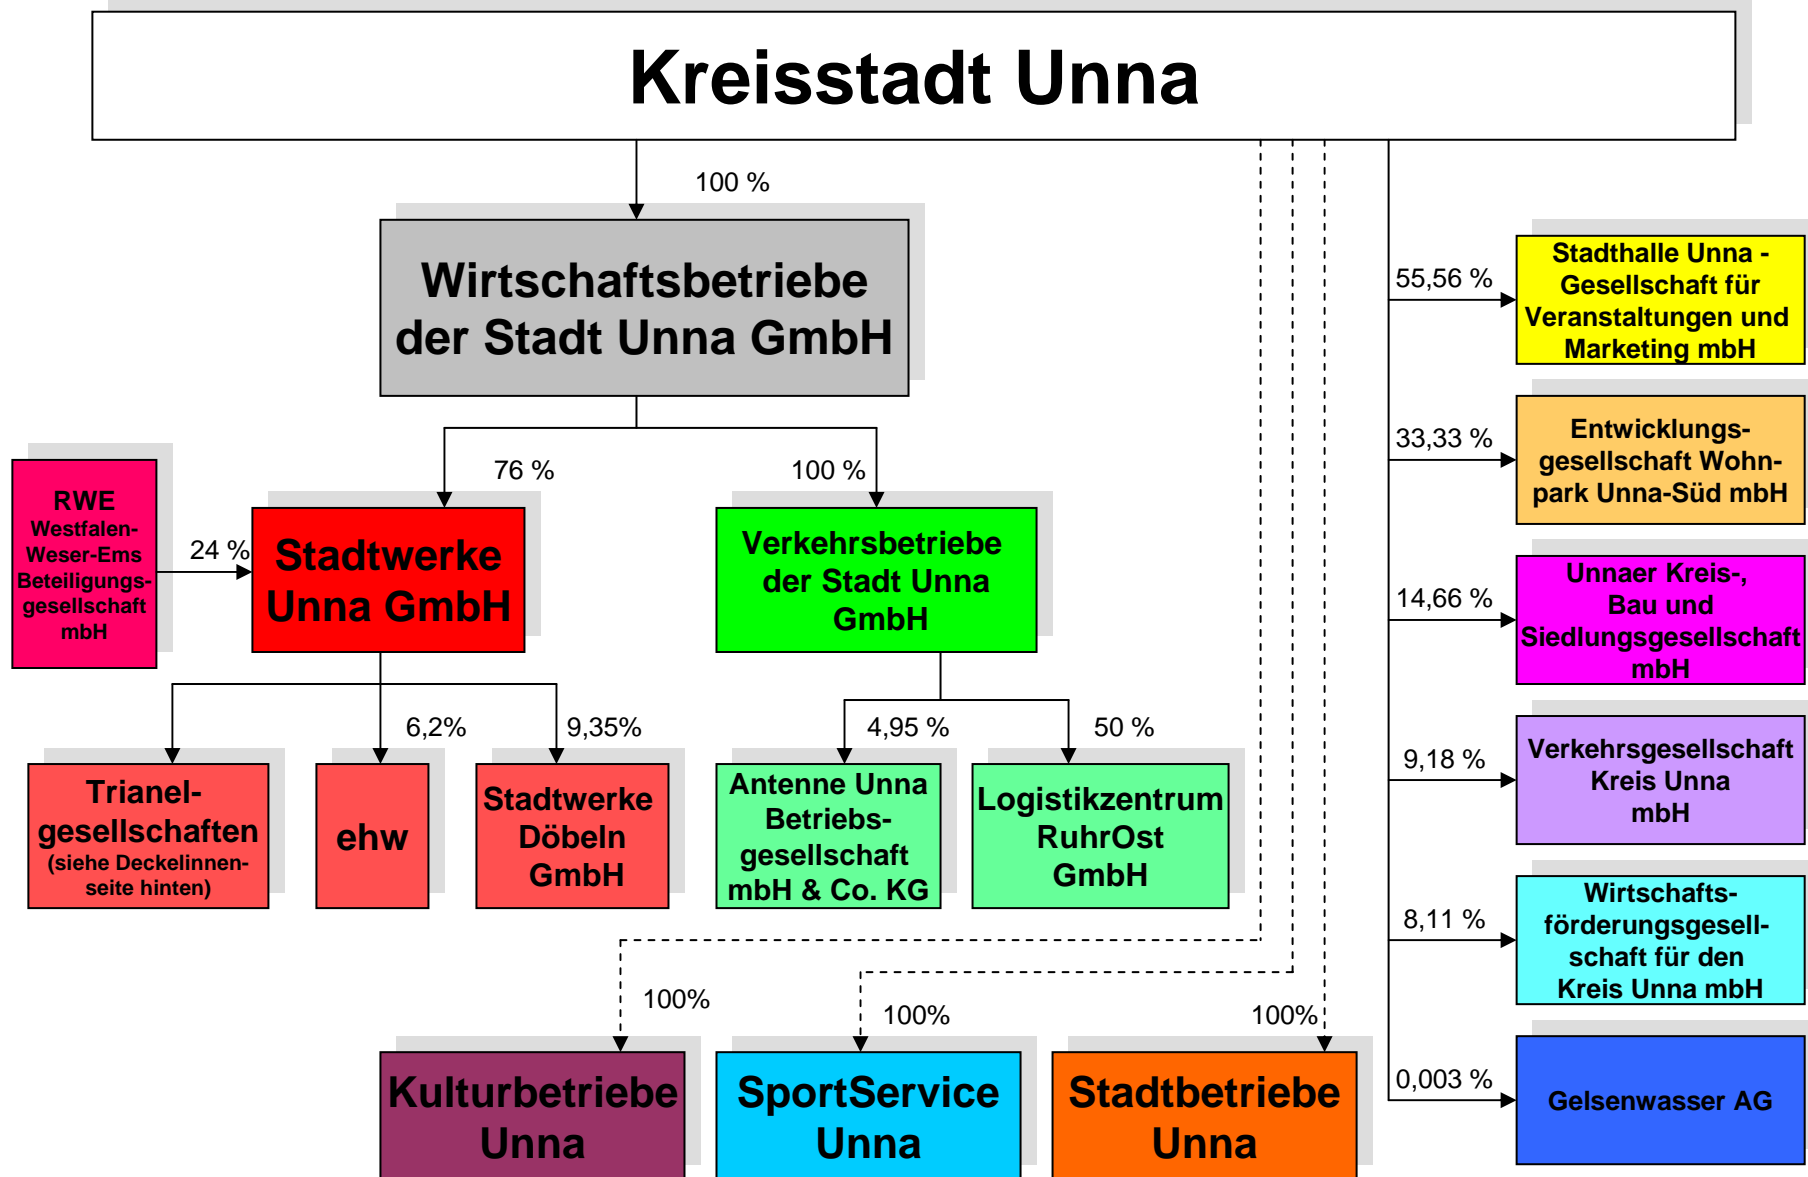 Kreisstadt Unna
100 %
Wirtschaftsbetriebe
der Stadt Unna GmbH
55,56 %
Stadthalle Unna -
Gesellschaft für
Veranstaltungen und
Marketing mbH
33,33 %
Entwicklungs-
gesellschaft Wohn-
park Unna-Süd mbH
76 %
100 %
RWE
Westfalen-
Weser-Ems
Beteiligungs-
gesellschaft
mbH
24 %
Stadtwerke
Unna GmbH
Verkehrsbetriebe
der Stadt Unna
GmbH
14,66 %
Unnaer Kreis-,
Bau und
Siedlungsgesellschaft
mbH
6,2%
9,35%
4,95 %
50 %
9,18 %
Verkehrsgesellschaft
Kreis Unna
mbH
Trianel-
gesellschaften
(siehe Deckelinnen-
seite hinten)
ehw
Stadtwerke
Döbeln
GmbH
Antenne Unna
Betriebs-
gesellschaft
mbH & Co. KG
Logistikzentrum
RuhrOst
GmbH
8,11 %
Wirtschafts-
förderungsgesell-
schaft für den
Kreis Unna mbH
100%
100%
100%
Kulturbetriebe
Unna
SportService
Unna
Stadtbetriebe
Unna
0,003 %
Gelsenwasser AG